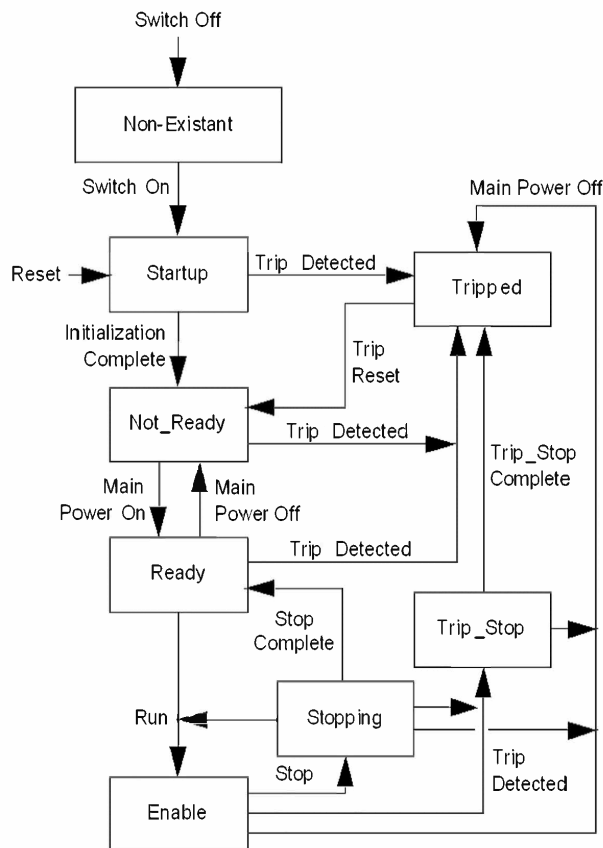 Switch Off
Non-Existant
Switch On
Main Power Off
Reset
Startup
Trip Detected
Tripped
Initialization
Complete
Trip
Reset
Not_Ready
Trip Detected
Trip_Stop
Complete
Main
Power On
Main
Power Off
Ready
Trip Detected
Stop
Complete
Trip_Stop
Run
Stopping
Stop
Trip
Detected
Enable